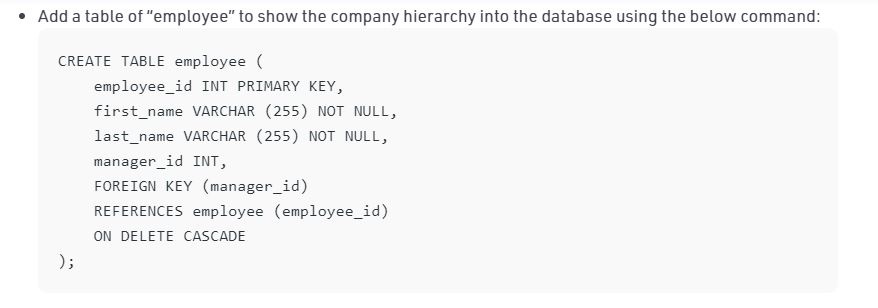 • Add a table of “employee” to show the company hierarchy into the database using the below command:
CREATE TABLE employee (
    employee_id INT PRIMARY KEY,
    first_name VARCHAR (255) NOT NULL,
    last_name VARCHAR (255) NOT NULL,
    manager_id INT,
    FOREIGN KEY (manager_id)
    REFERENCES employee (employee_id)
    ON DELETE CASCADE
);